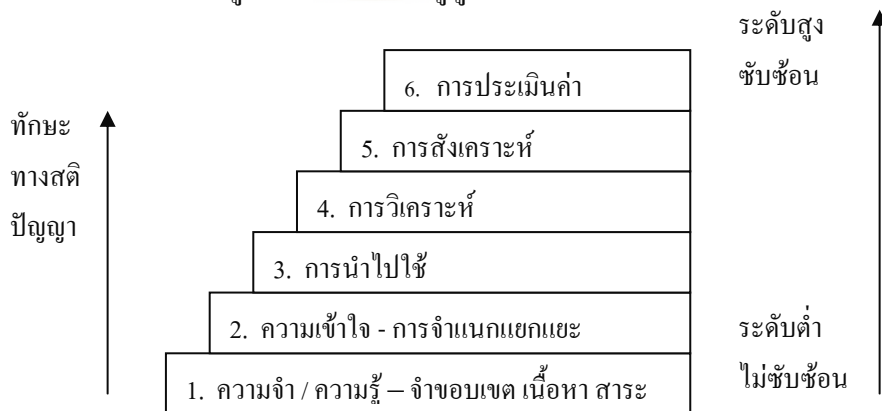 ระดับสูง
ซับซ้อน
6. การประเมินค่า
ทักษะ
ทางสติ
ปัญญา
5. การสังเคราะห์
4. การวิเคราะห์
3. การนำไปใช้
2. ความเข้าใจ - การจำแนกแยกแยะ
ระดับต่ำ
ไม่ซับซ้อน
1. ความจำ / ความรู้ – จำขอบเขต เนื้อหา สาระ